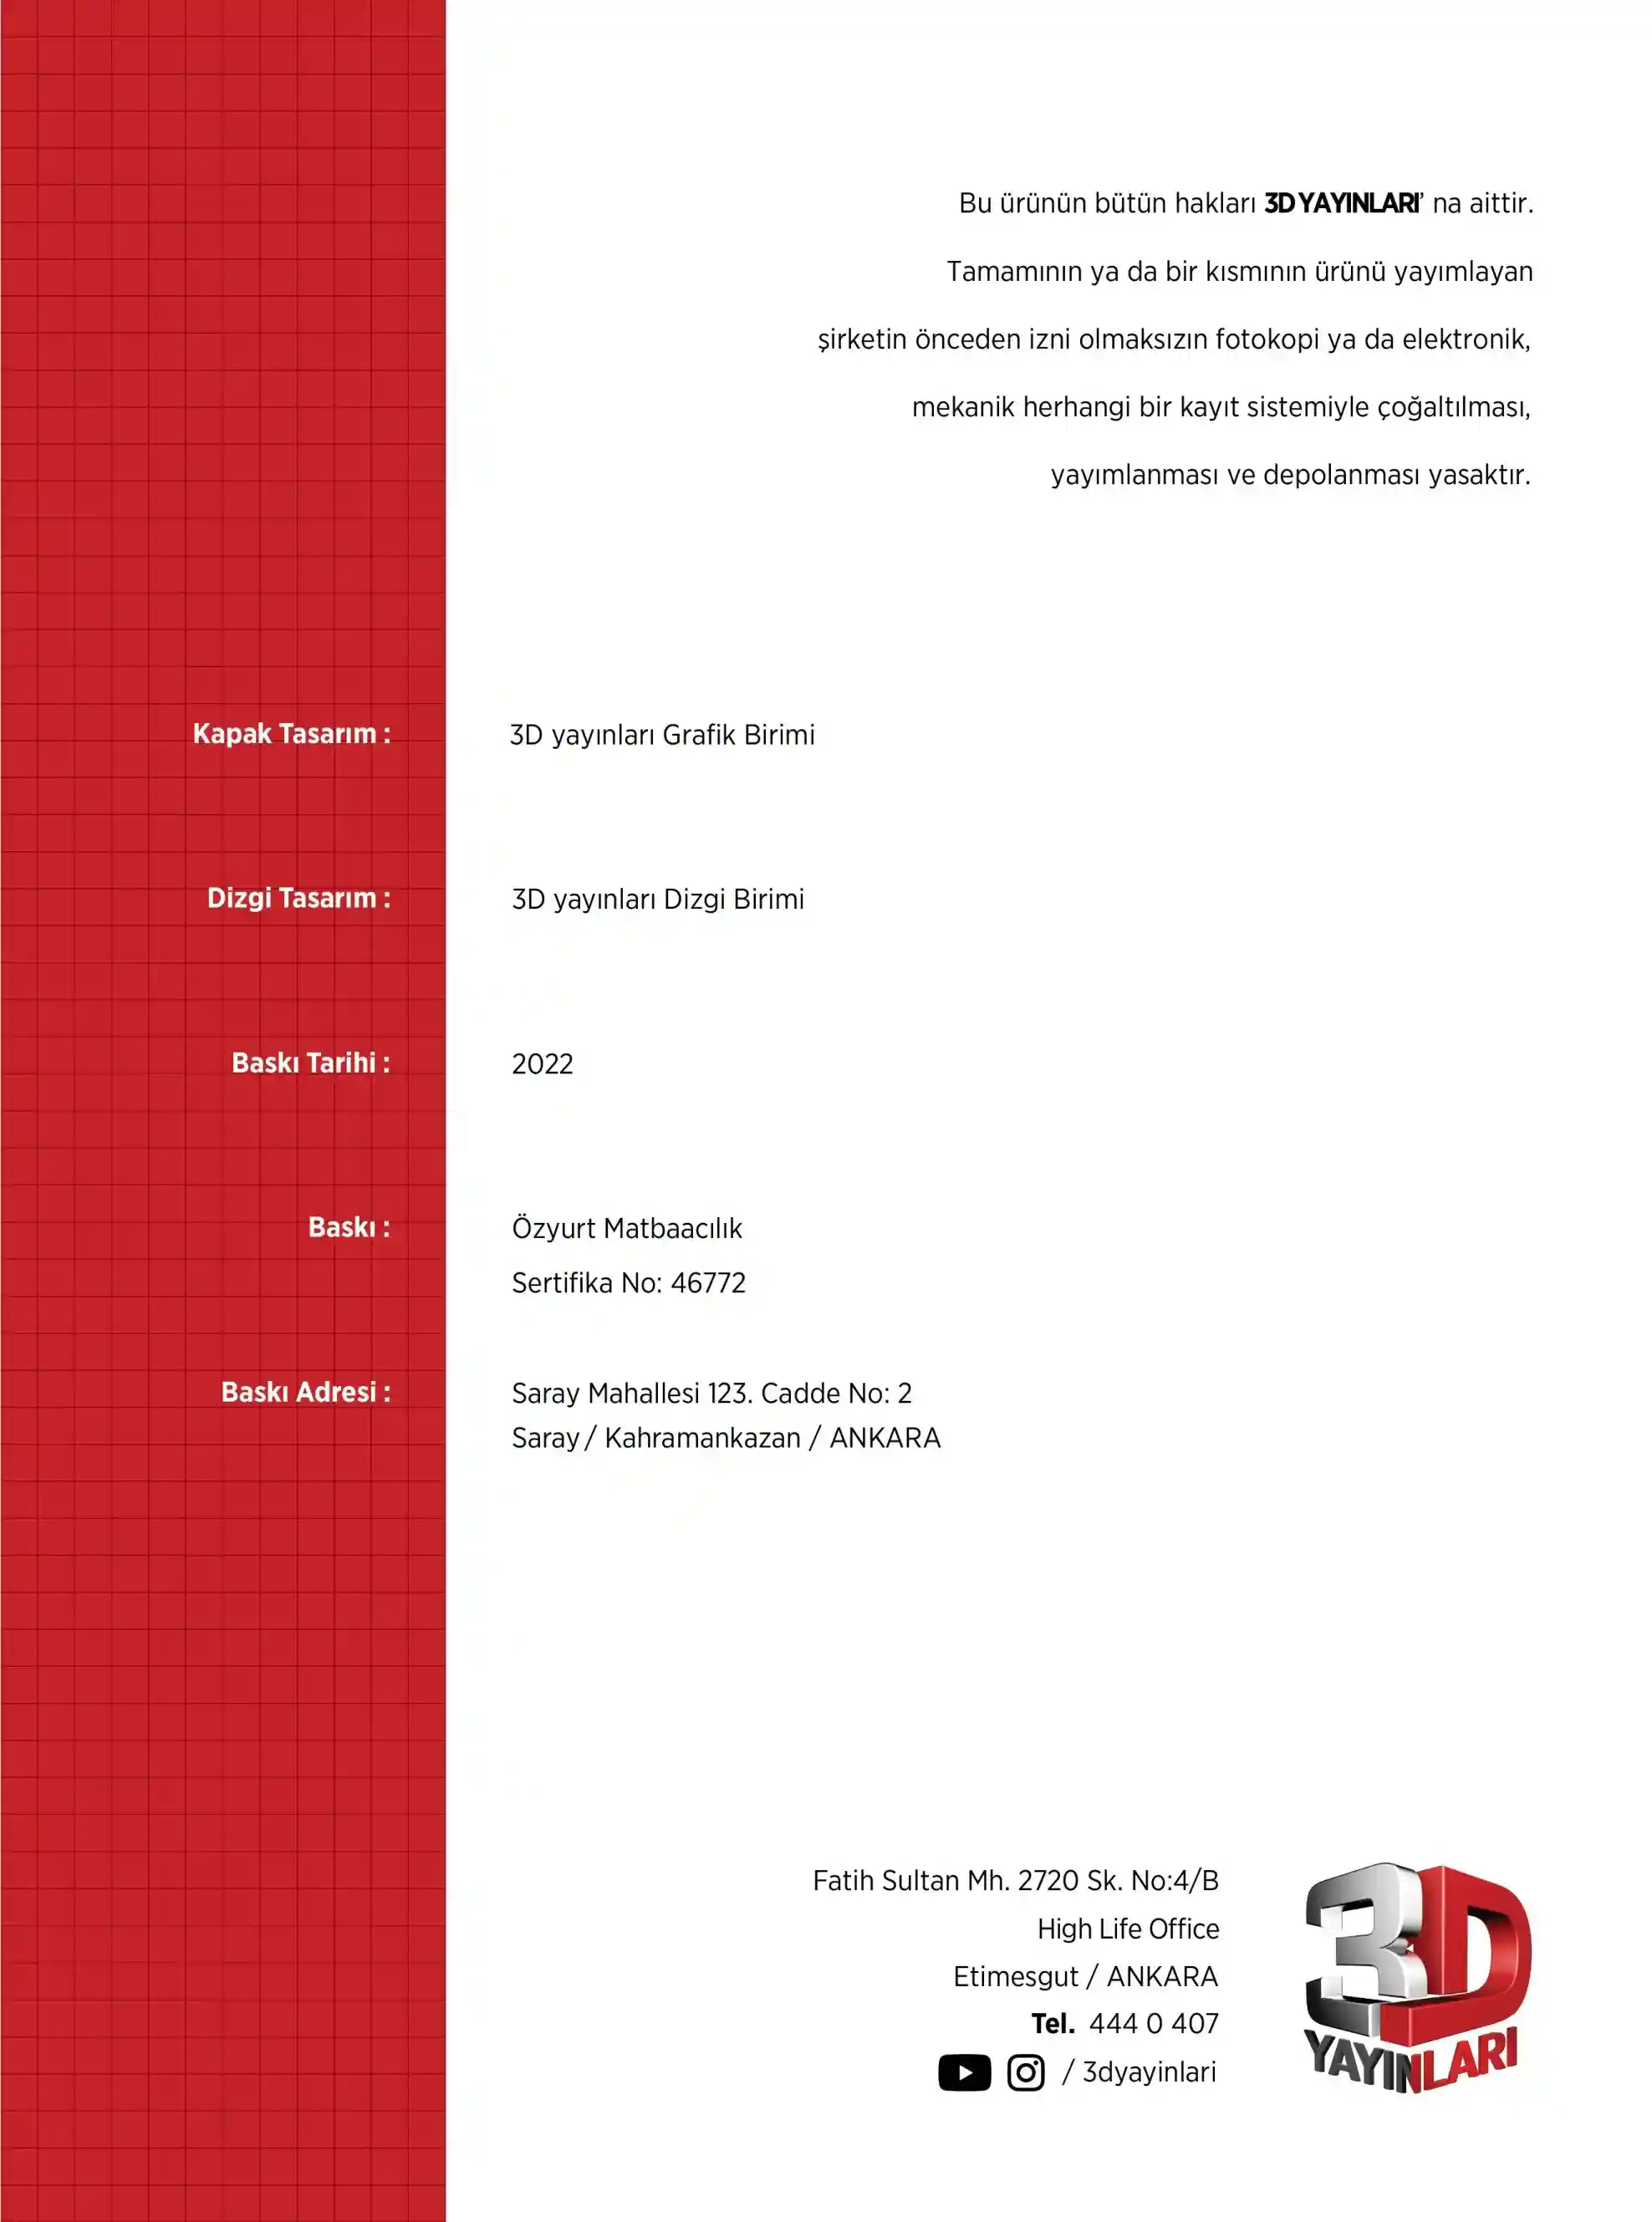 Bu ürünün bütün hakları 3D YAYINLARI' na aittir.
Tamamının ya da bir kısmının ürünü yayımlayan
şirketin önceden izni olmaksızın fotokopi ya da elektronik,
mekanik herhangi bir kayıt sistemiyle çoğaltılması,
yayımlanması ve depolanması yasaktır.
Kapak Tasarım : 3D yayınları Grafik Birimi
Dizgi Tasarım : 3D yayınları Dizgi Birimi
Baskı Tarihi : 2022
Baskı : Özyurt Matbaacılık
Sertifika No: 46772
Baskı Adresi : Saray Mahallesi 123. Cadde No: 2
Saray / Kahramankazan / ANKARA
Fatih Sultan Mh. 2720 Sk. No:4/B
High Life Office
Etimesgut / ANKARA
Tel. 444 0 407
/ 3dyayinlari
3D
YAYINLARI